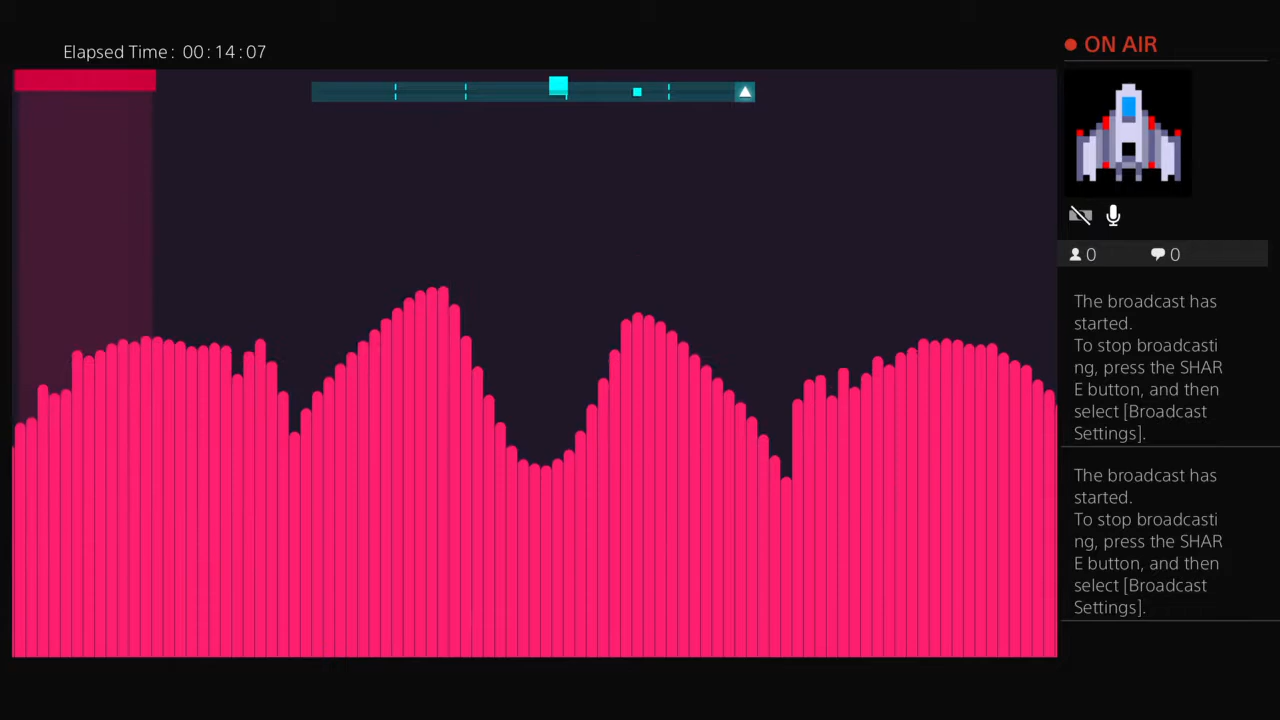 Elapsed Time: 00:14:07
ON AIR
0
0
The broadcast has
started.
To stop broadcasti
ng, press the SHAR
E button, and then
select [Broadcast
Settings].
The broadcast has
started.
To stop broadcasti
ng, press the SHAR
E button, and then
select [Broadcast
Settings].